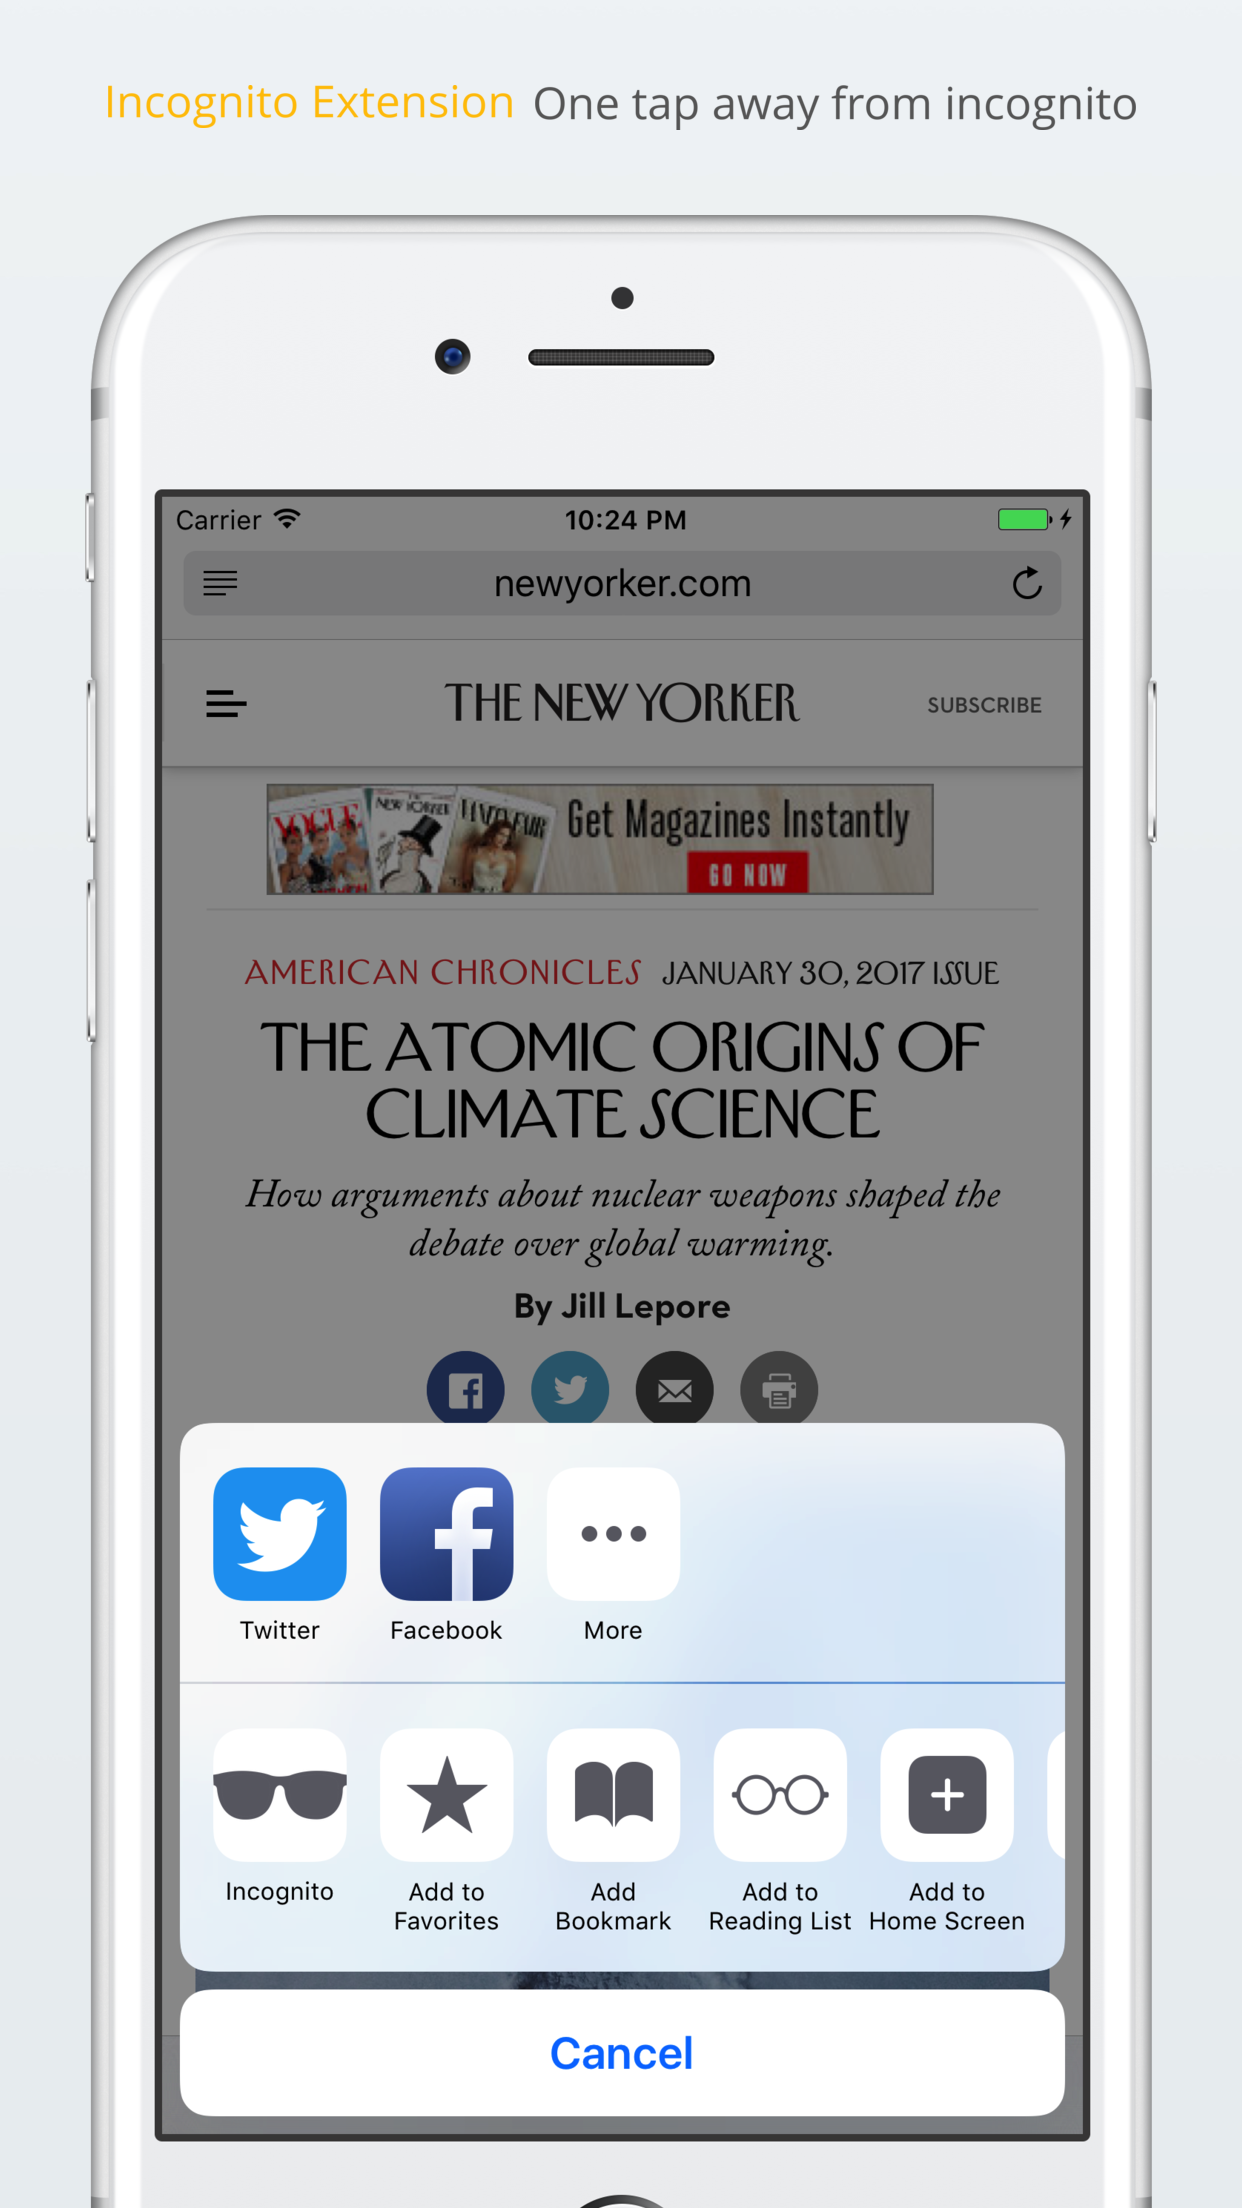 Incognito Extension One tap away from incognito
Carrier 10:24 PM
newyorker.com
THE NEW YORKER SUBSCRIBE
VOGUE NEW YORKER VANITY FAIR Get Magazines Instantly
GO NOW
AMERICAN CHRONICLES JANUARY 30, 2017 ISSUE
THE ATOMIC ORIGINS OF
CLIMATE SCIENCE
How arguments about nuclear weapons shaped the
debate over global warming.
By Jill Lepore
Twitter Facebook More
Incognito Add to Add Add to Add to
Favorites Bookmark Reading List Home Screen
Cancel